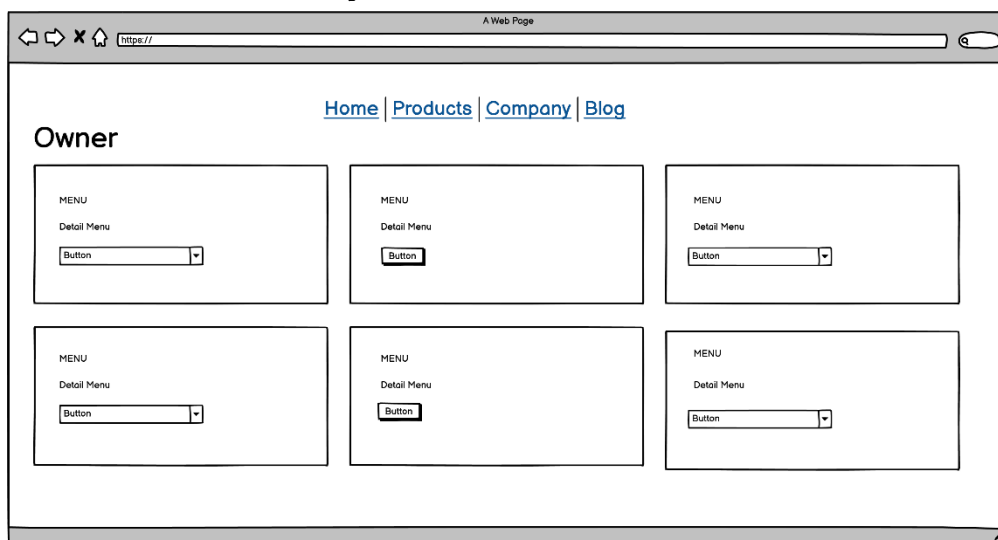 A Web Page
https://
Home | Products | Company | Blog
Owner
MENU
Detail Menu
Button
MENU
Detail Menu
Button
MENU
Detail Menu
Button
MENU
Detail Menu
Button
MENU
Detail Menu
Button
MENU
Detail Menu
Button